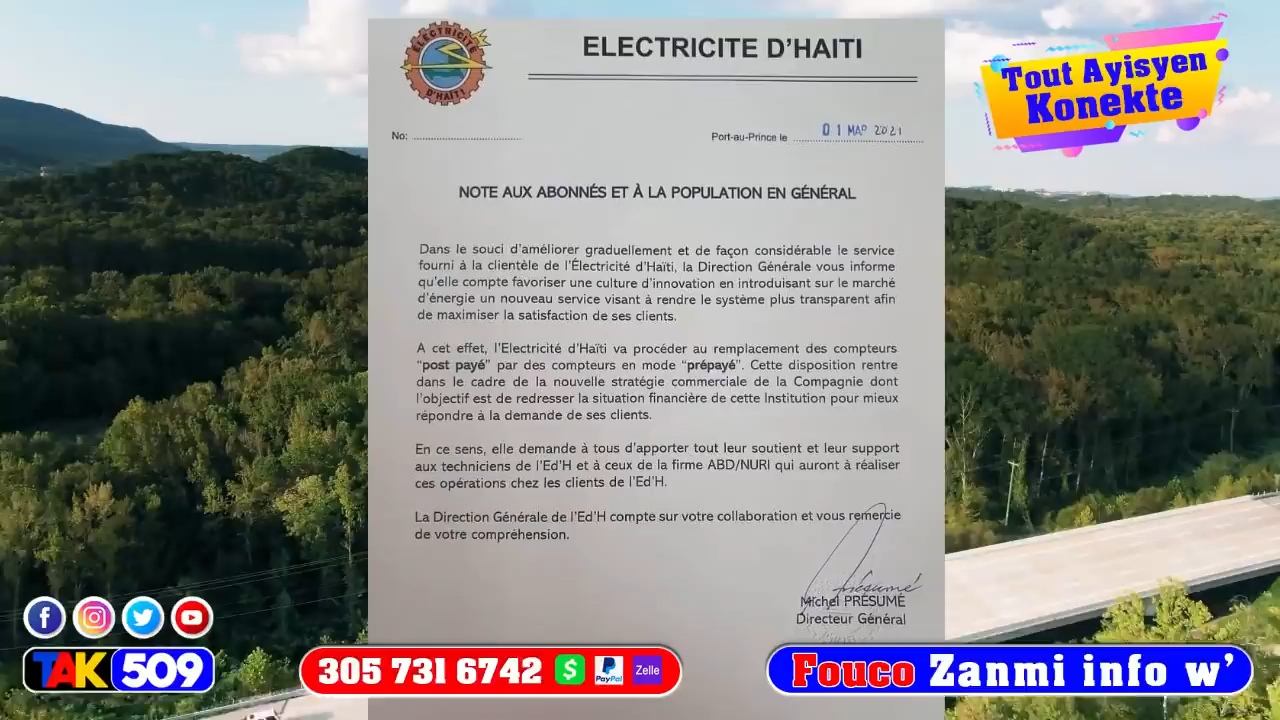 ÉLECTRICITÉ
D'HAÏTI
ELECTRICITE D'HAITI
Tout Ayisyen
Konekte
No:
Port-au-Prince le 01 MAR 2021
NOTE AUX ABONNÉS ET À LA POPULATION EN GÉNÉRAL
Dans le souci d'améliorer graduellement et de façon considérable le service
fourni à la clientèle de l'Électricité d'Haïti, la Direction Générale vous informe
qu'elle compte favoriser une culture d'innovation en introduisant sur le marché
d'énergie un nouveau service visant à rendre le système plus transparent afin
de maximiser la satisfaction de ses clients.
A cet effet, l'Electricité d'Haïti va procéder au remplacement des compteurs
"post payé" par des compteurs en mode "prépayé". Cette disposition rentre
dans le cadre de la nouvelle stratégie commerciale de la Compagnie dont
l'objectif est de redresser la situation financière de cette Institution pour mieux
répondre à la demande de ses clients.
En ce sens, elle demande à tous d'apporter tout leur soutient et leur support
aux techniciens de l'Ed'H et à ceux de la firme ABD/NURI qui auront à réaliser
ces opérations chez les clients de l'Ed'H.
La Direction Générale de l'Ed'H compte sur votre collaboration et vous remercie
de votre compréhension.
Présumé
Michel PRÉSUMÉ
Directeur Général
TAK 509
305 731 6742 $ PayPal Zelle
Fouco Zanmi info w'